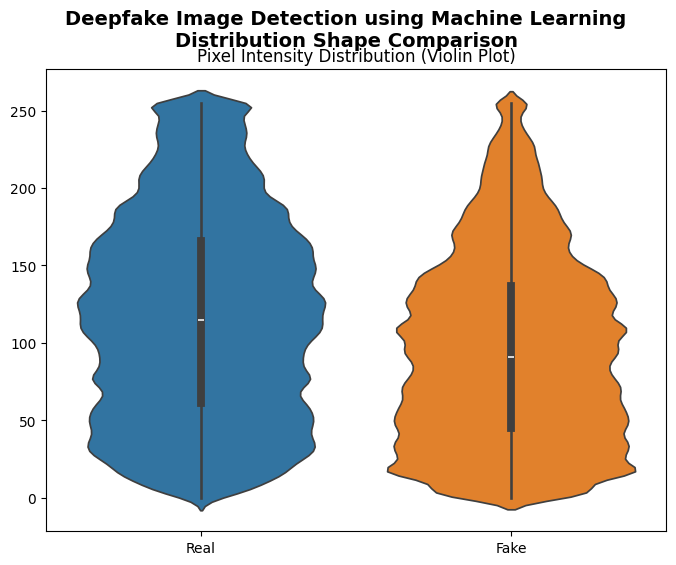 Deepfake Image Detection using Machine Learning
Distribution Shape Comparison
Pixel Intensity Distribution (Violin Plot)
250
200
150
100
50
0
Real Fake